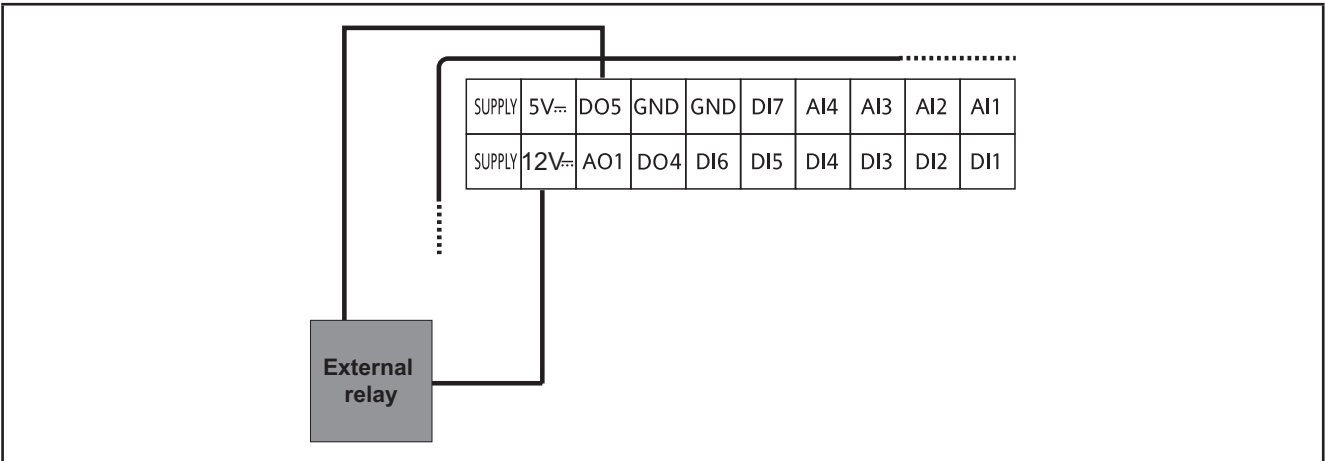 SUPPLY 5V⎓ DO5 GND GND DI7 AI4 AI3 AI2 AI1
SUPPLY 12V⎓ AO1 DO4 DI6 DI5 DI4 DI3 DI2 DI1
External
relay